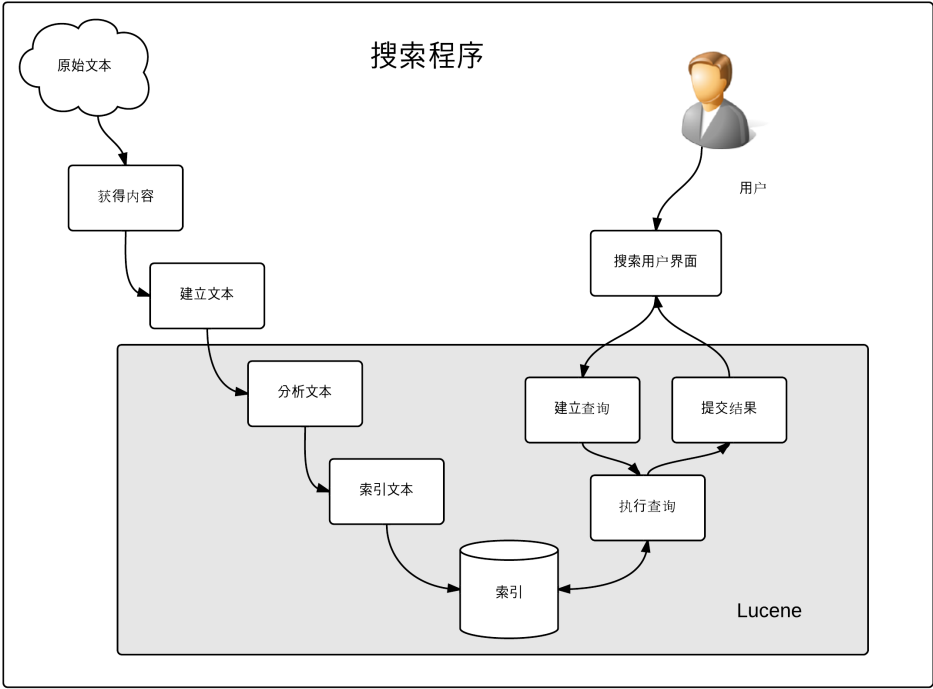 搜索程序
原始文本
获得内容
建立文本
分析文本
索引文本
索引
用户
搜索用户界面
建立查询
提交结果
执行查询
Lucene